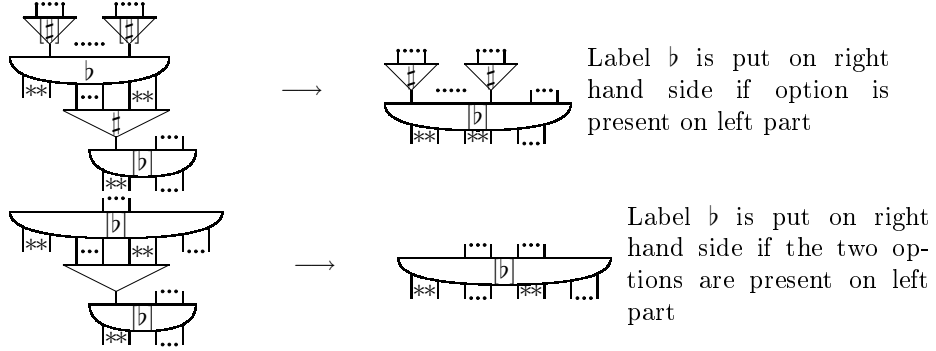 ♮ ♮
♭
** ... **
♮
♭
**
→
♮ ♮
♭
** **
Label ♭ is put on right
hand side if option is
present on left part
♭
** ... **
♭
**
→
♭
** **
Label ♭ is put on right
hand side if the two op-
tions are present on left
part